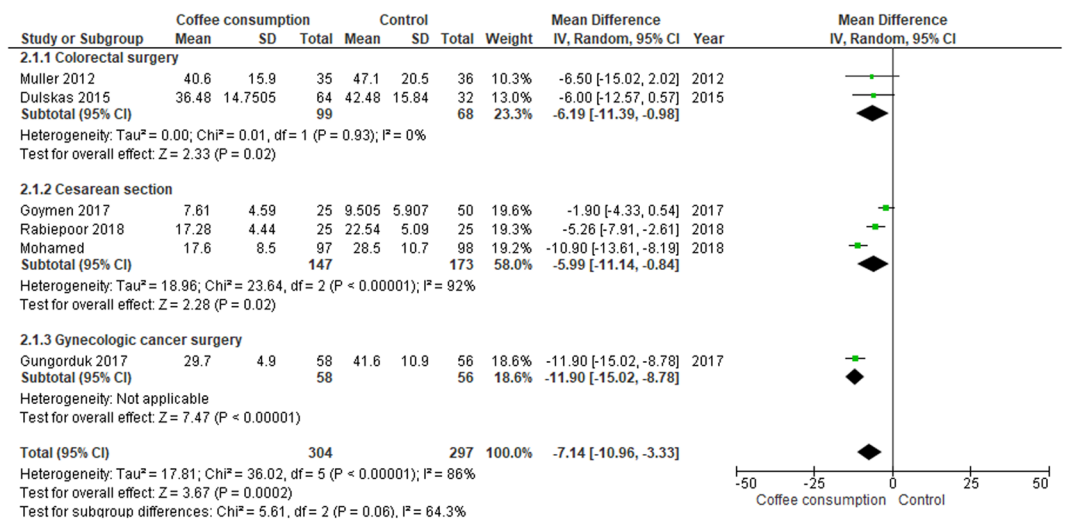 Coffee consumption Control Mean Difference Mean Difference
Study or Subgroup Mean SD Total Mean SD Total Weight IV, Random, 95% CI Year IV, Random, 95% CI
2.1.1 Colorectal surgery
Muller 2012 40.6 15.9 35 47.1 20.5 36 10.3% -6.50 [-15.02, 2.02] 2012
Dulskas 2015 36.48 14.7505 64 42.48 15.84 32 13.0% -6.00 [-12.57, 0.57] 2015
Subtotal (95% CI) 99 68 23.3% -6.19 [-11.39, -0.98]
Heterogeneity: Tau² = 0.00; Chi² = 0.01, df = 1 (P = 0.93); I² = 0%
Test for overall effect: Z = 2.33 (P = 0.02)
2.1.2 Cesarean section
Goymen 2017 7.61 4.59 25 9.505 5.907 50 19.6% -1.90 [-4.33, 0.54] 2017
Rabiepoor 2018 17.28 4.44 25 22.54 5.09 25 19.3% -5.26 [-7.91, -2.61] 2018
Mohamed 17.6 8.5 97 28.5 10.7 98 19.2% -10.90 [-13.61, -8.19] 2018
Subtotal (95% CI) 147 173 58.0% -5.99 [-11.14, -0.84]
Heterogeneity: Tau² = 18.96; Chi² = 23.64, df = 2 (P < 0.00001); I² = 92%
Test for overall effect: Z = 2.28 (P = 0.02)
2.1.3 Gynecologic cancer surgery
Gungorduk 2017 29.7 4.9 58 41.6 10.9 56 18.6% -11.90 [-15.02, -8.78] 2017
Subtotal (95% CI) 58 56 18.6% -11.90 [-15.02, -8.78]
Heterogeneity: Not applicable
Test for overall effect: Z = 7.47 (P < 0.00001)
Total (95% CI) 304 297 100.0% -7.14 [-10.96, -3.33]
Heterogeneity: Tau² = 17.81; Chi² = 36.02, df = 5 (P < 0.00001); I² = 86%
Test for overall effect: Z = 3.67 (P = 0.0002)
Test for subgroup differences: Chi² = 5.61, df = 2 (P = 0.06), I² = 64.3%
-50 -25 0 25 50
Coffee consumption Control